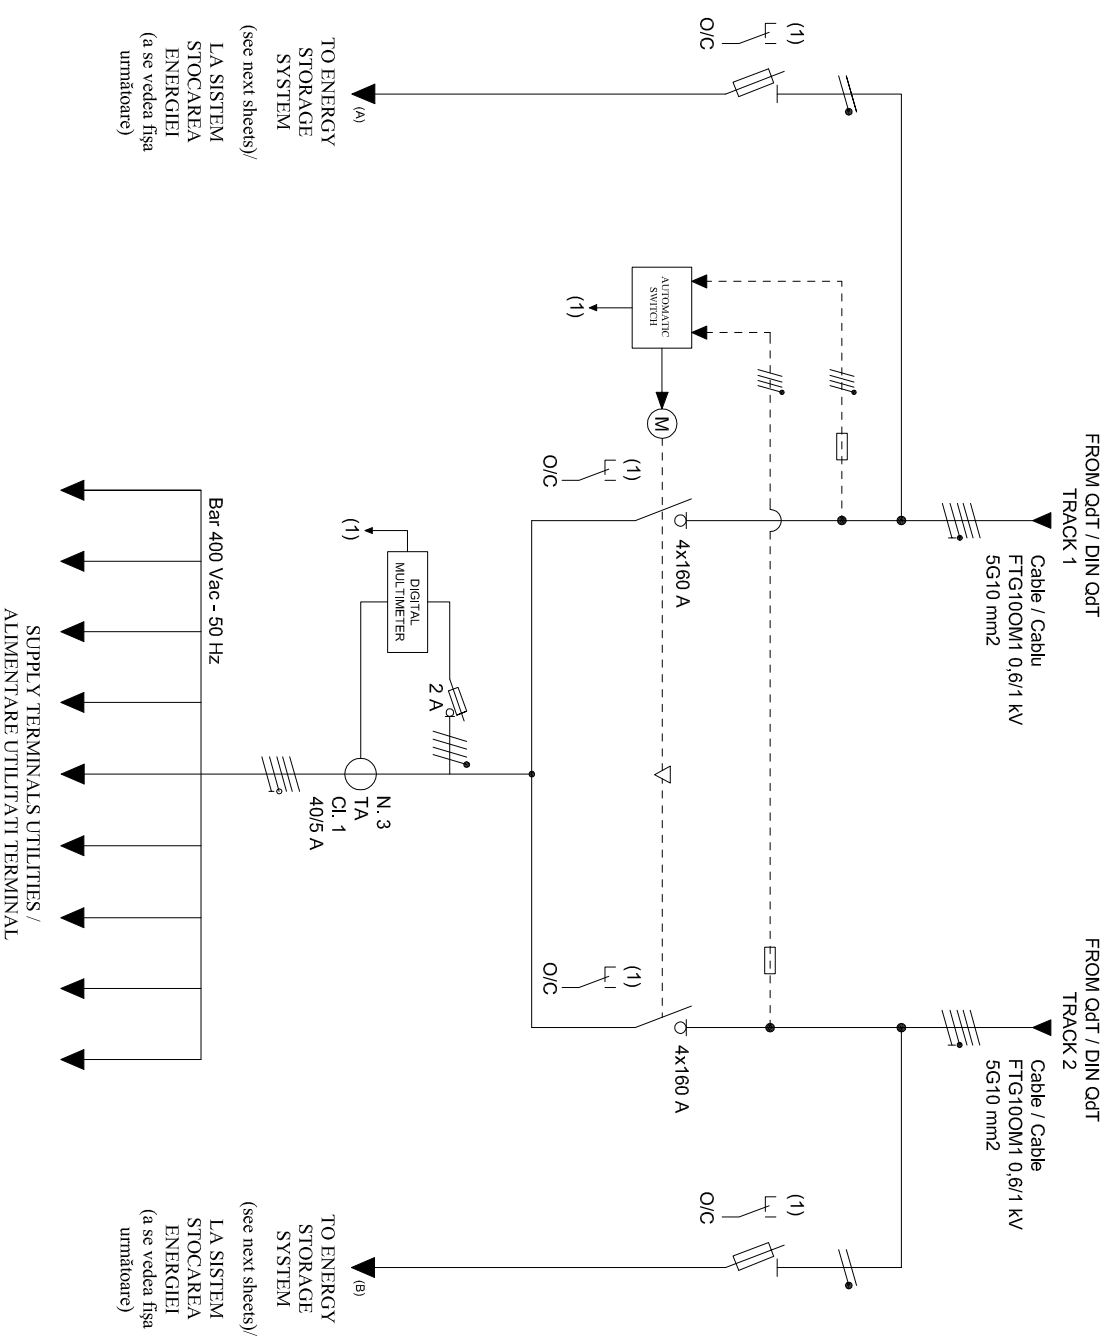 FROM QdT / DIN QdT
TRACK 1
Cable / Cablu
FTG10OM1 0,6/1 kV
5G10 mm2
FROM QdT / DIN QdT
TRACK 2
Cable / Cable
FTG10OM1 0,6/1 kV
5G10 mm2
(1)
O/C
(1)
O/C
AUTOMATIC
SWITCH
(1)
M
(1)
O/C
4x160 A
(1)
O/C
4x160 A
TO ENERGY
STORAGE
SYSTEM
(see next sheets)/
LA SISTEM
STOCAREA
ENERGIEI
(a se vedea fișa
următoare)
(A)
DIGITAL
MULTIMETER
(1)
2 A
N. 3
TA
Cl. 1
40/5 A
TO ENERGY
STORAGE
SYSTEM
(see next sheets)/
LA SISTEM
STOCAREA
ENERGIEI
(a se vedea fișa
următoare)
(B)
Bar 400 Vac - 50 Hz
SUPPLY TERMINALS UTILITIES /
ALIMENTARE UTILITATI TERMINAL